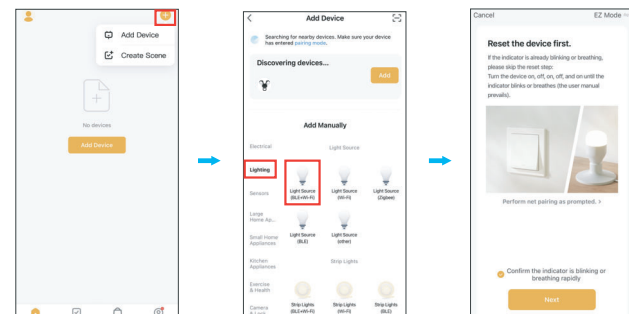 Add Device
Create Scene
No devices
Add Device
Add Device
Searching for nearby devices. Make sure your device
has entered pairing mode.
Discovering devices...
Add
Add Manually
Electrical
Light Source
Lighting
Sensors
Light Source
(BLE+Wi-Fi)
Light Source
(Wi-Fi)
Light Source
(Zigbee)
Large
Home Ap...
Small Home
Appliances
Light Source
(BLE)
Light Source
(other)
Kitchen
Appliances
Strip Lights
Exercise
& Health
Camera
& Lock
Strip Lights
(BLE+Wi-Fi)
Strip Lights
(Wi-Fi)
Strip Lights
(BLE)
Cancel
EZ Mode
Reset the device first.
If the indicator is already blinking or breathing,
please skip the reset step:
Turn the device on, off, on, off, and on until the
indicator blinks or breathes (the user manual
prevails).
Perform net pairing as prompted. >
Confirm the indicator is blinking or
breathing rapidly
Next